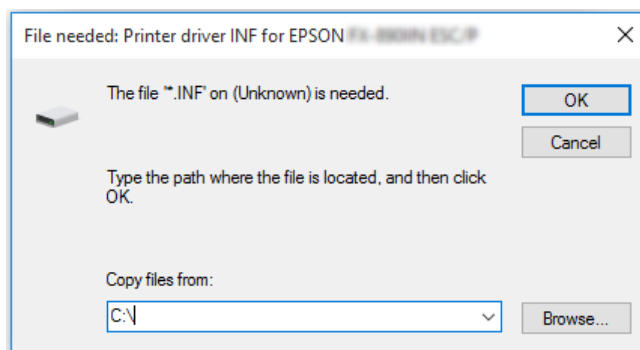 File needed: Printer driver INF for EPSON
The file '*.INF' on (Unknown) is needed.
OK
Cancel
Type the path where the file is located, and then click
OK.
Copy files from:
C:\
Browse...